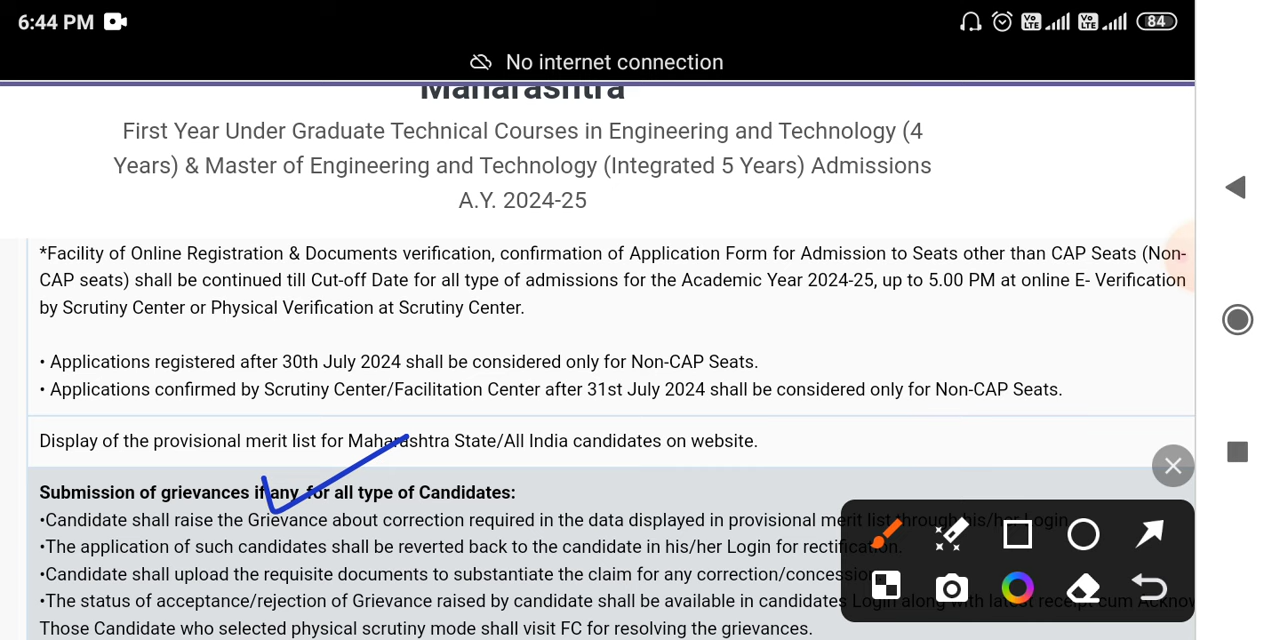 6:44 PM
Vo LTE Vo LTE 84
No internet connection
Maharashtra
First Year Under Graduate Technical Courses in Engineering and Technology (4
Years) & Master of Engineering and Technology (Integrated 5 Years) Admissions
A.Y. 2024-25
*Facility of Online Registration & Documents verification, confirmation of Application Form for Admission to Seats other than CAP Seats (Non-
CAP seats) shall be continued till Cut-off Date for all type of admissions for the Academic Year 2024-25, up to 5.00 PM at online E- Verification
by Scrutiny Center or Physical Verification at Scrutiny Center.
• Applications registered after 30th July 2024 shall be considered only for Non-CAP Seats.
• Applications confirmed by Scrutiny Center/Facilitation Center after 31st July 2024 shall be considered only for Non-CAP Seats.
Display of the provisional merit list for Maharashtra State/All India candidates on website.
Submission of grievances if any, for all type of Candidates:
•Candidate shall raise the Grievance about correction required in the data displayed in provisional merit list through his/her Login.
•The application of such candidates shall be reverted back to the candidate in his/her Login for rectification.
•Candidate shall upload the requisite documents to substantiate the claim for any correction/concession
•The status of acceptance/rejection of Grievance raised by candidate shall be available in candidates Login along with latest receipt cum Acknow
Those Candidate who selected physical scrutiny mode shall visit FC for resolving the grievances.